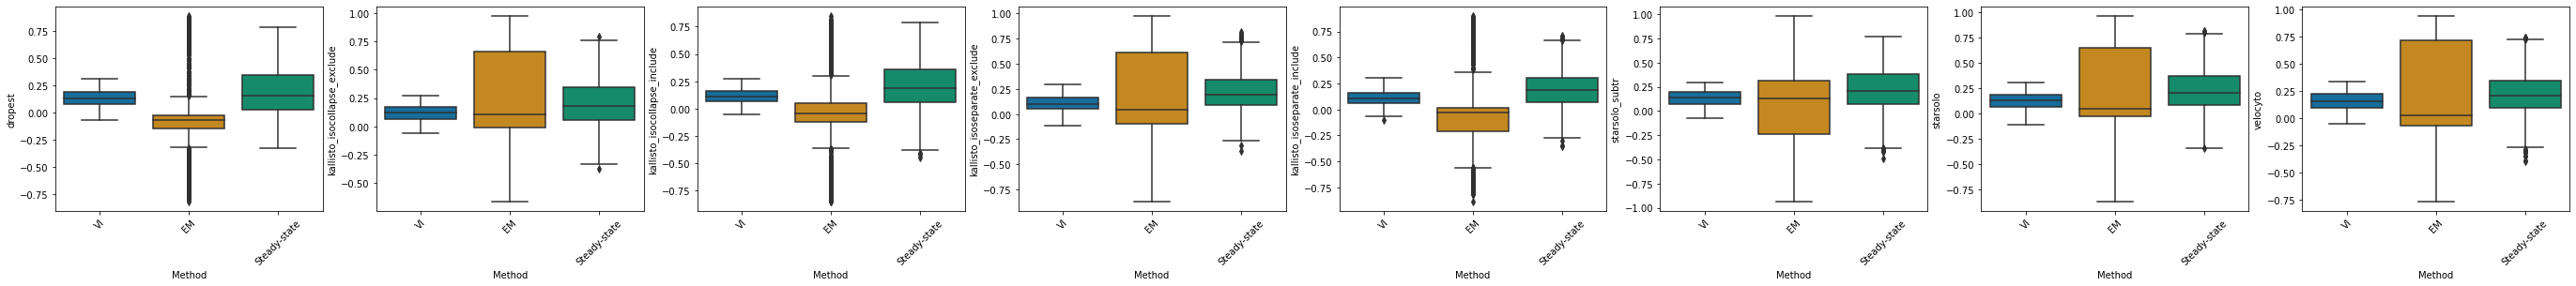 dropest
0.75
0.50
0.25
0.00
−0.25
−0.50
−0.75
VI
EM
Steady-state
Method
kallisto_isocollapse_exclude
1.00
0.75
0.50
0.25
0.00
−0.25
−0.50
VI
EM
Steady-state
Method
kallisto_isocollapse_include
0.75
0.50
0.25
0.00
−0.25
−0.50
−0.75
VI
EM
Steady-state
Method
kallisto_isoseparate_exclude
1.00
0.75
0.50
0.25
0.00
−0.25
−0.50
−0.75
VI
EM
Steady-state
Method
kallisto_isoseparate_include
1.00
0.75
0.50
0.25
0.00
−0.25
−0.50
−0.75
VI
EM
Steady-state
Method
starsolo_subtr
1.00
0.75
0.50
0.25
0.00
−0.25
−0.50
−0.75
−1.00
VI
EM
Steady-state
Method
starsolo
1.00
0.75
0.50
0.25
0.00
−0.25
−0.50
−0.75
VI
EM
Steady-state
Method
velocyto
1.00
0.75
0.50
0.25
0.00
−0.25
−0.50
−0.75
VI
EM
Steady-state
Method